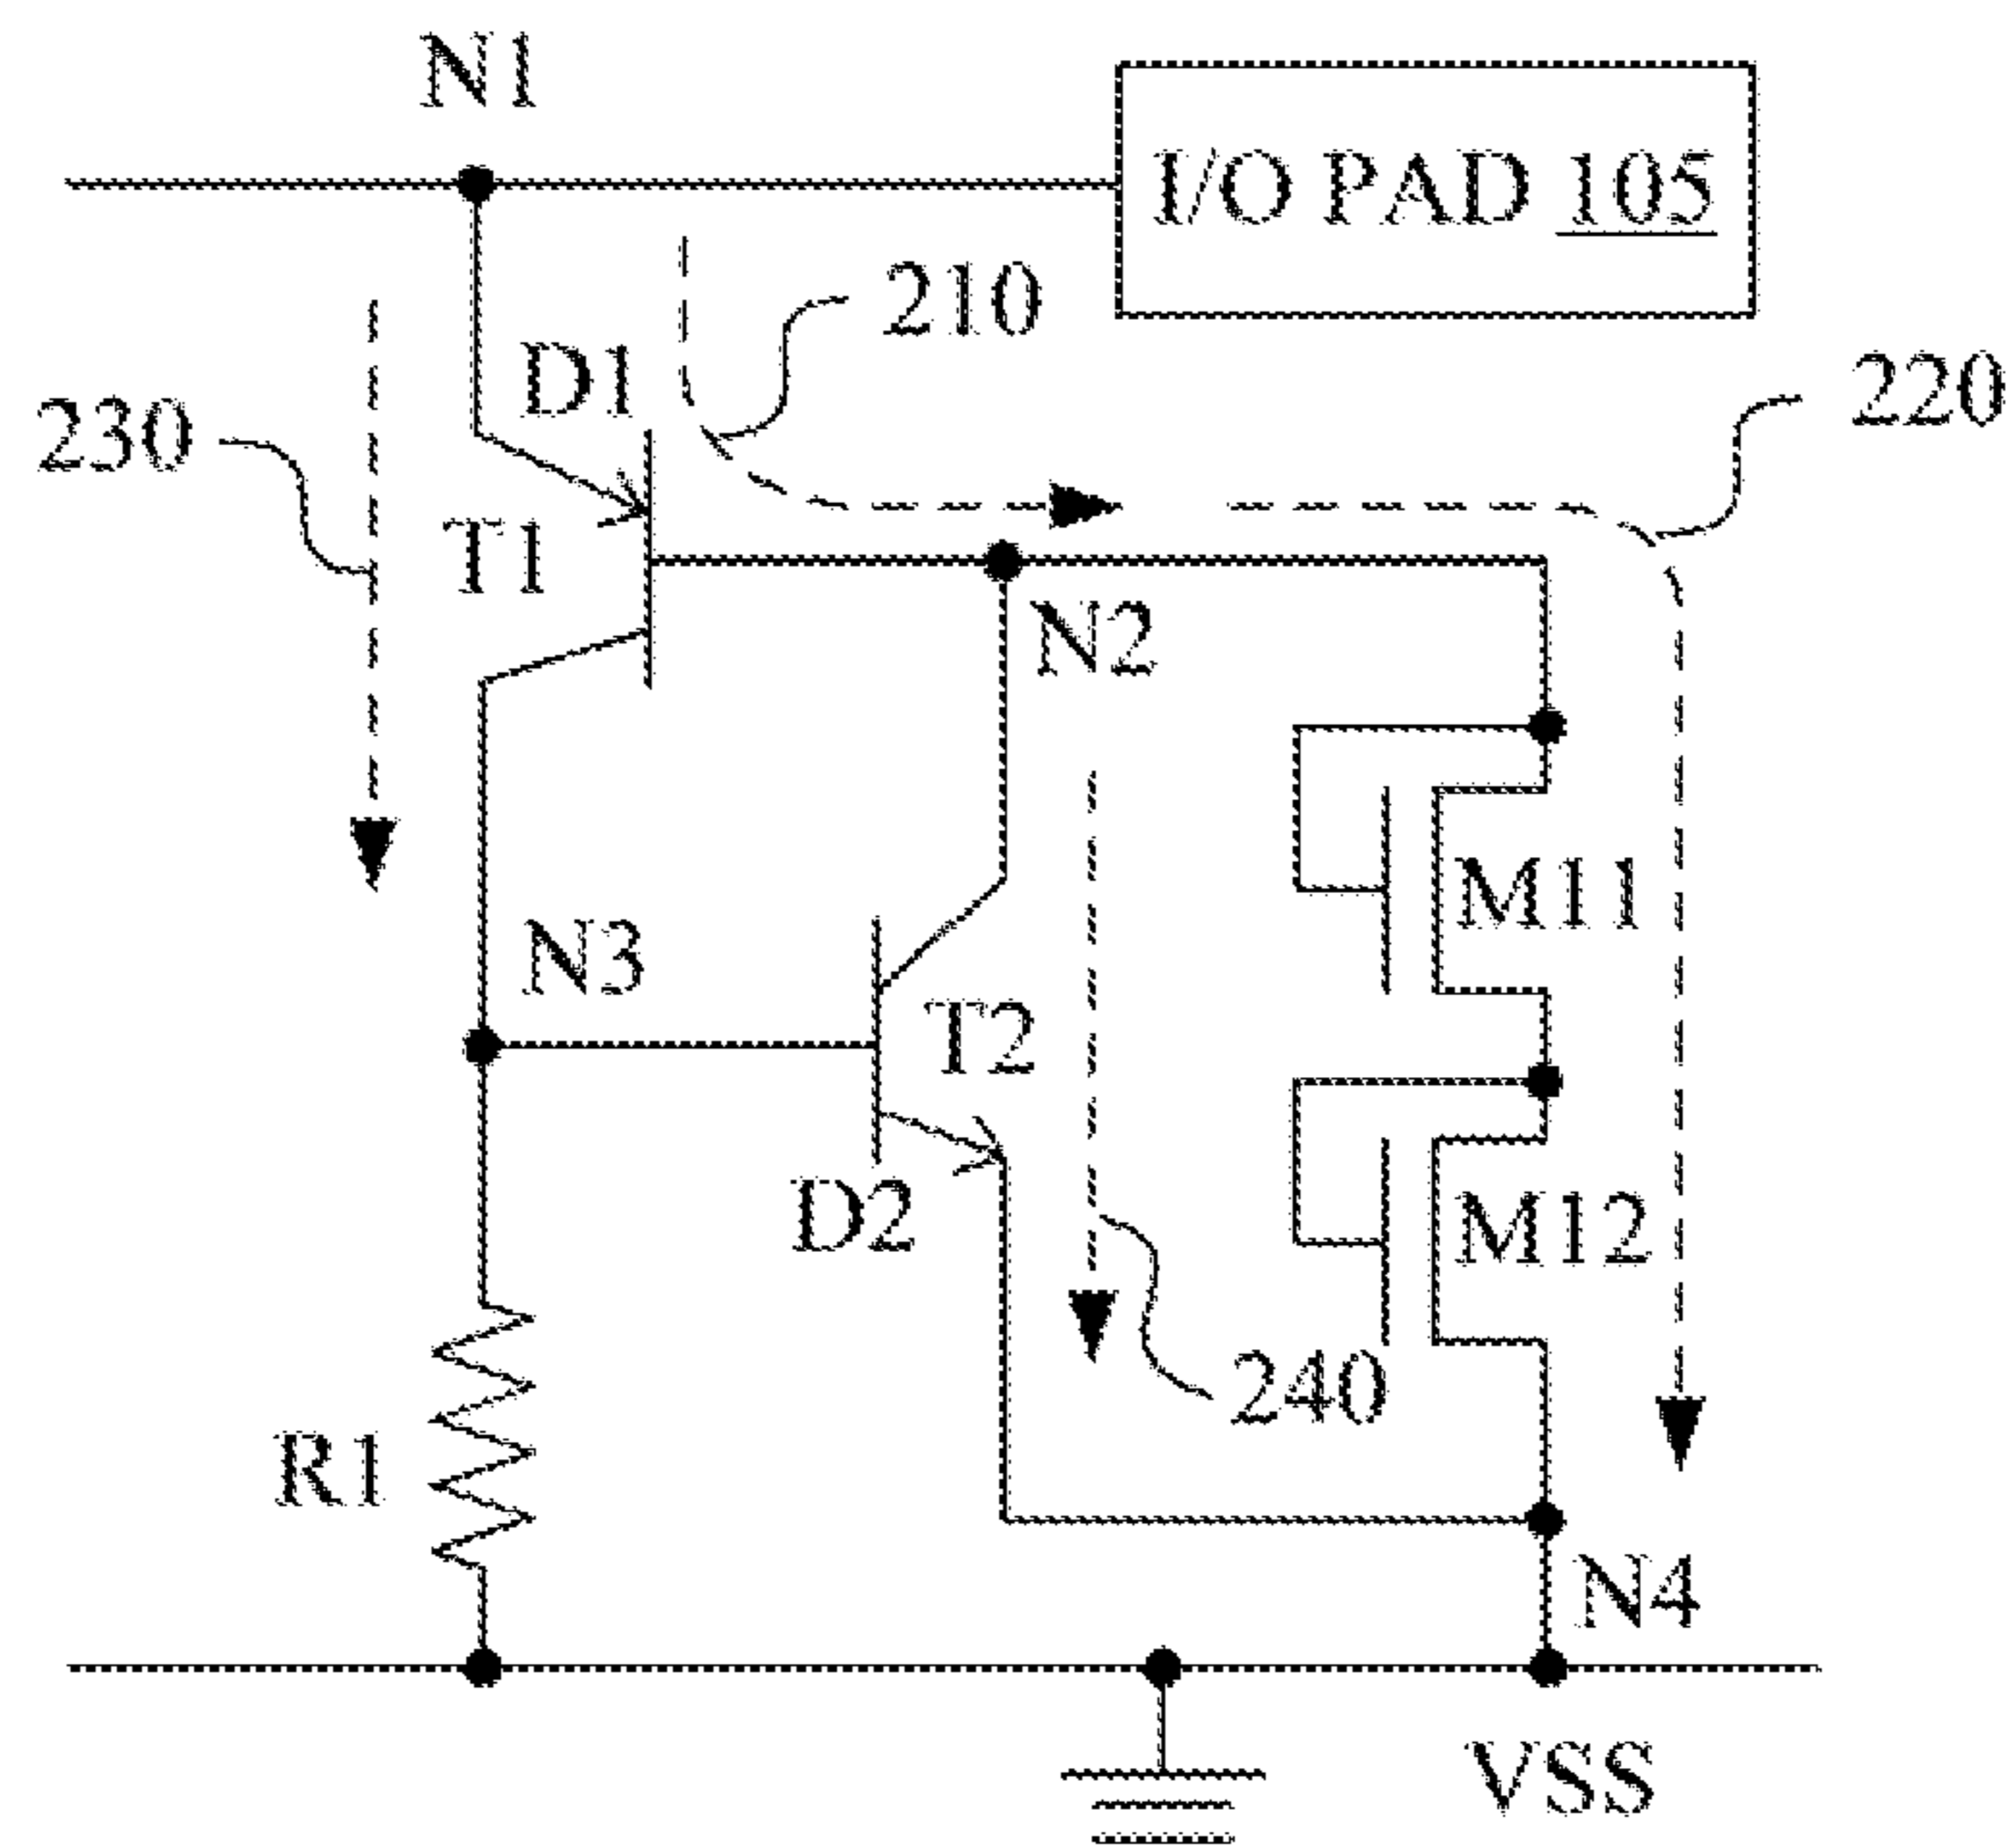 N1
I/O PAD 105
210
D1
220
230
T1
N2
M11
N3
T2
D2
M12
240
R1
N4
VSS